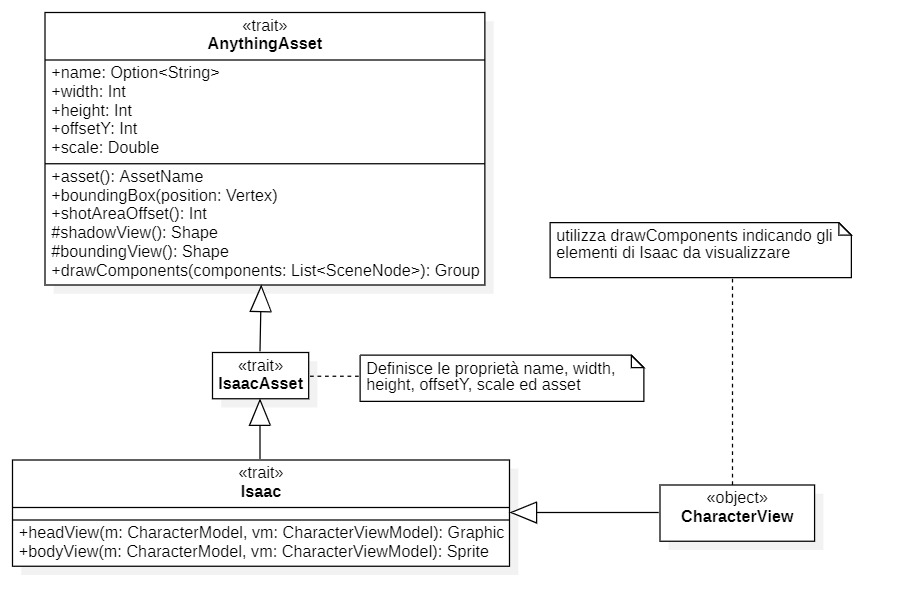 «trait»
AnythingAsset
+name: Option<String>
+width: Int
+height: Int
+offsetY: Int
+scale: Double
+asset(): AssetName
+boundingBox(position: Vertex)
+shotAreaOffset(): Int
#shadowView(): Shape
#boundingView(): Shape
+drawComponents(components: List<SceneNode>): Group
utilizza drawComponents indicando gli
elementi di Isaac da visualizzare
«trait»
IsaacAsset
Definisce le proprietà name, width,
height, offsetY, scale ed asset
«trait»
Isaac
+headView(m: CharacterModel, vm: CharacterViewModel): Graphic
+bodyView(m: CharacterModel, vm: CharacterViewModel): Sprite
«object»
CharacterView